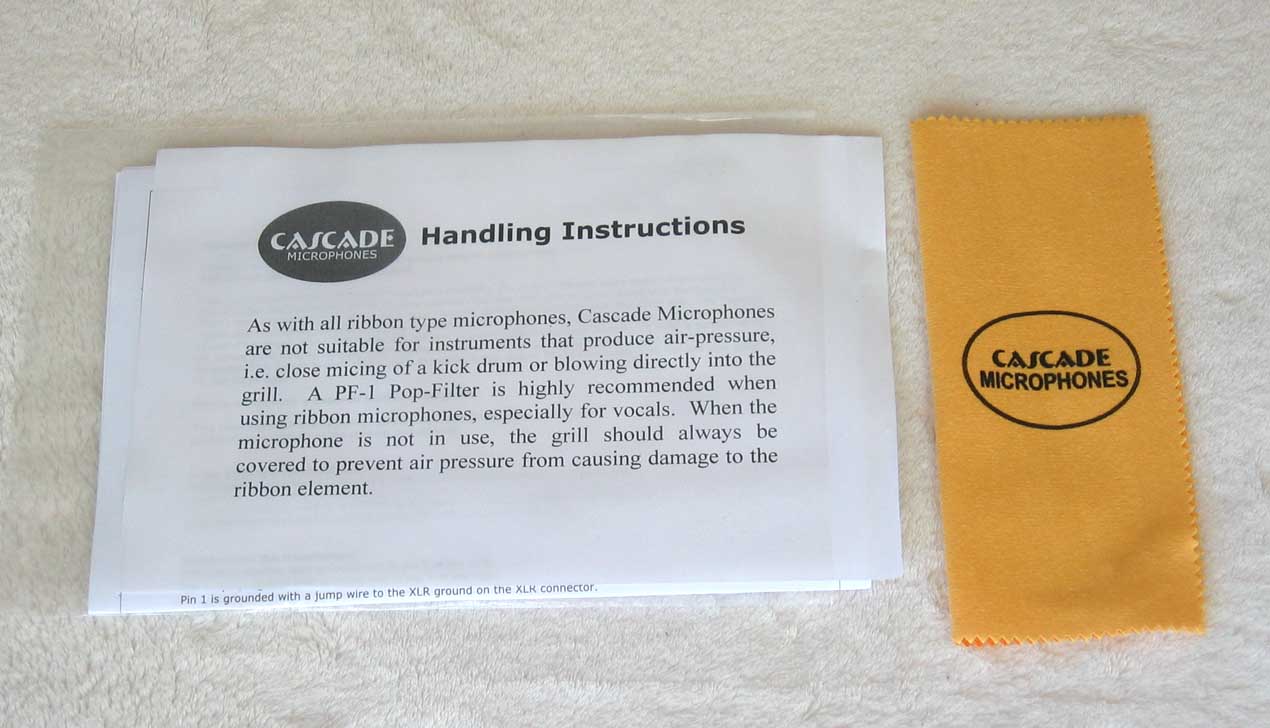 CASCADE
MICROPHONES
Handling Instructions
As with all ribbon type microphones, Cascade Microphones
are not suitable for instruments that produce air-pressure,
i.e. close micing of a kick drum or blowing directly into the
grill. A PF-1 Pop-Filter is highly recommended when
using ribbon microphones, especially for vocals. When the
microphone is not in use, the grill should always be
covered to prevent air pressure from causing damage to the
ribbon element.
Pin 1 is grounded with a jump wire to the XLR ground on the XLR connector.
CASCADE
MICROPHONES